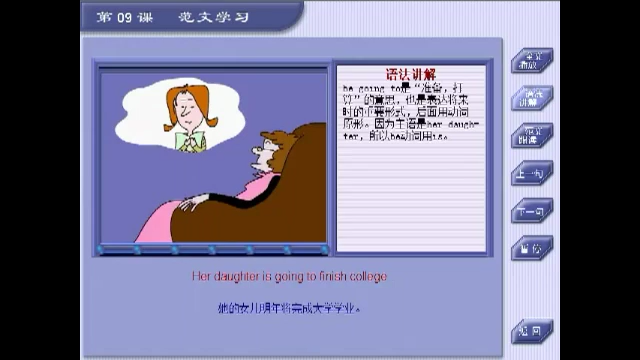 第 09 课 范文学习
语法讲解
be going to是“准备，打
算”的意思，也是表达将来
时的重要形式，后面用动词
原形。因为主语是her daugh-
ter，所以be动词用is。
Her daughter is going to finish college
她的女儿明年将完成大学学业。
上一句
下一句
返 回